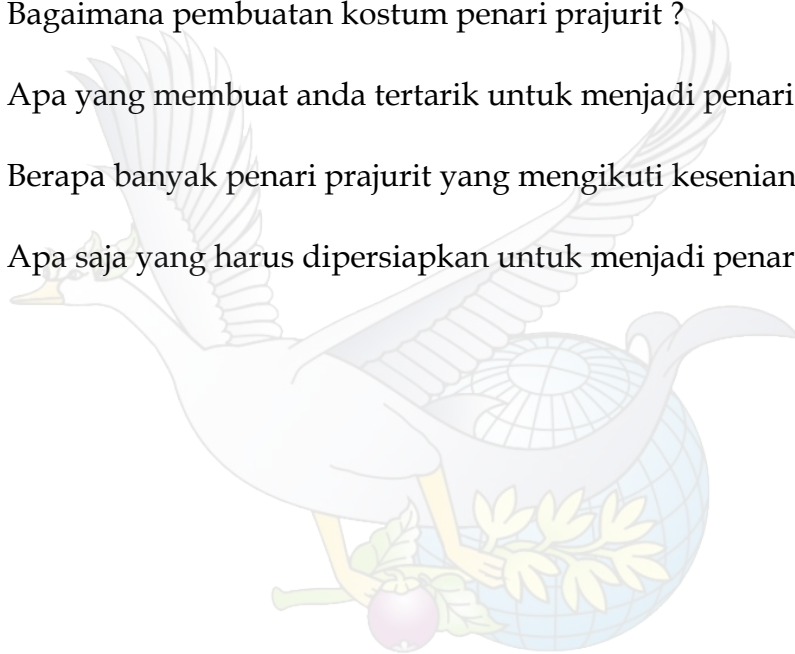 Bagaimana pembuatan kostum penari prajurit ?
Apa yang membuat anda tertarik untuk menjadi penari
Berapa banyak penari prajurit yang mengikuti kesenian
Apa saja yang harus dipersiapkan untuk menjadi penar